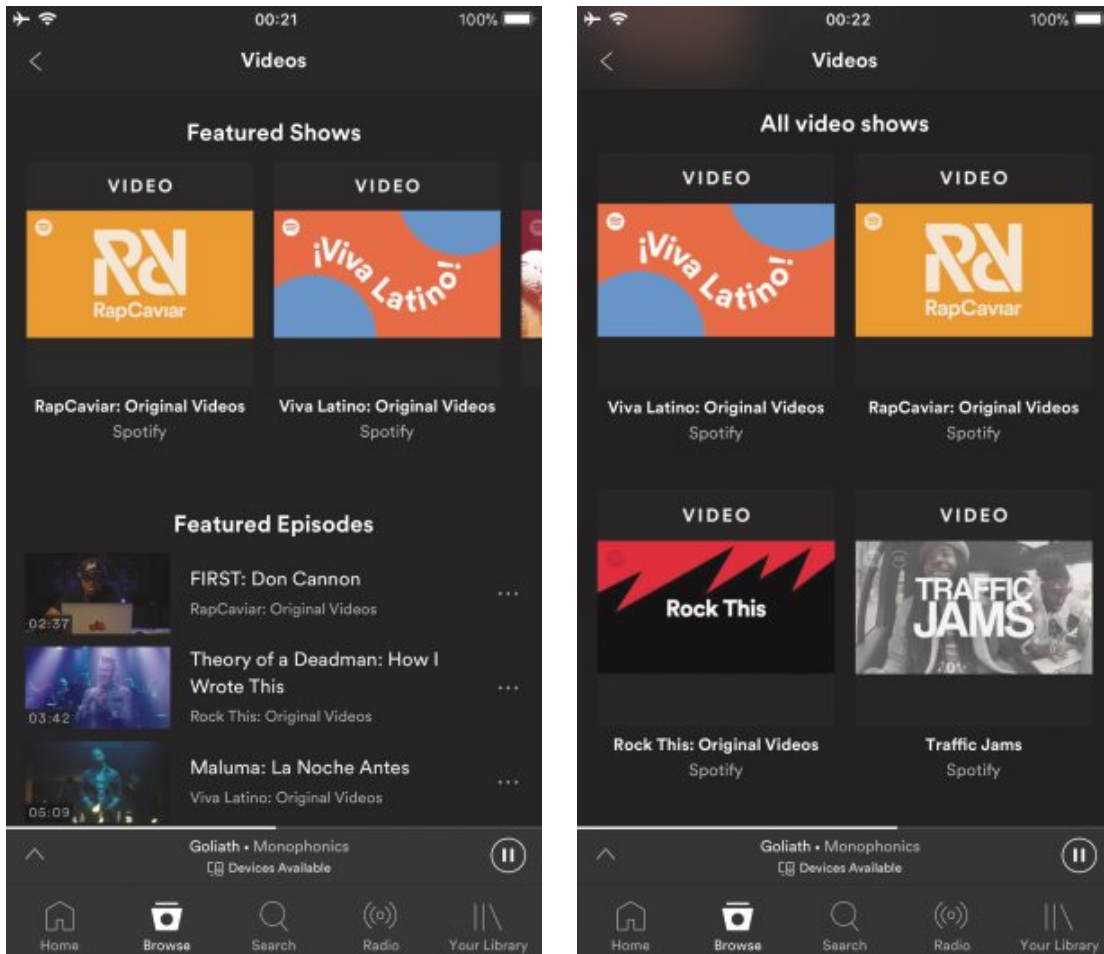 00:21
100%
Videos
Featured Shows
VIDEO
VIDEO
RapCaviar
¡Viva Latino!
RapCaviar: Original Videos
Spotify
Viva Latino: Original Videos
Spotify
Featured Episodes
FIRST: Don Cannon
RapCaviar: Original Videos
02:37
Theory of a Deadman: How I
Wrote This
Rock This: Original Videos
03:42
Maluma: La Noche Antes
Viva Latino: Original Videos
05:09
Goliath • Monophonics
Devices Available
Home
Browse
Search
Radio
Your Library
00:22
100%
Videos
All video shows
VIDEO
VIDEO
¡Viva Latino!
RapCaviar
Viva Latino: Original Videos
Spotify
RapCaviar: Original Videos
Spotify
VIDEO
VIDEO
Rock This
TRAFFIC
JAMS
Rock This: Original Videos
Spotify
Traffic Jams
Spotify
Goliath • Monophonics
Devices Available
Home
Browse
Search
Radio
Your Library